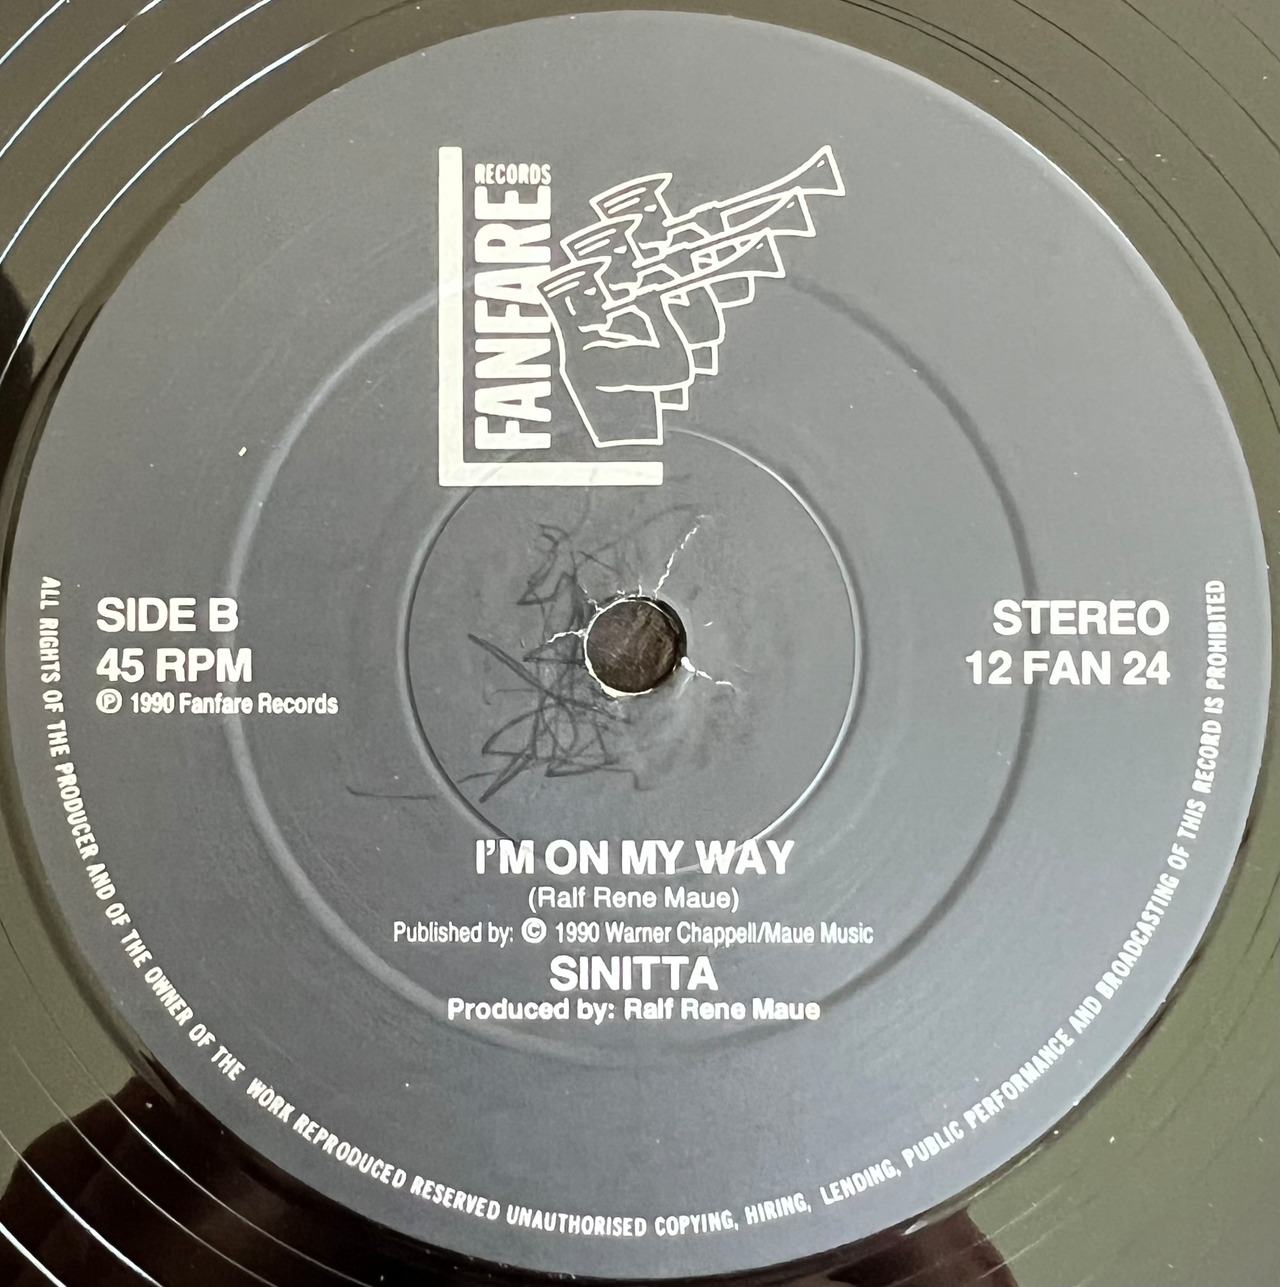 RECORDS
FANFARE
SIDE B
45 RPM
℗ 1990 Fanfare Records
STEREO
12 FAN 24
I'M ON MY WAY
(Ralf Rene Maue)
Published by: © 1990 Warner Chappell/Maue Music
SINITTA
Produced by: Ralf Rene Maue
ALL RIGHTS OF THE PRODUCER AND OF THE OWNER OF THE WORK REPRODUCED RESERVED UNAUTHORISED COPYING, HIRING, LENDING, PUBLIC PERFORMANCE AND BROADCASTING OF THIS RECORD IS PROHIBITED